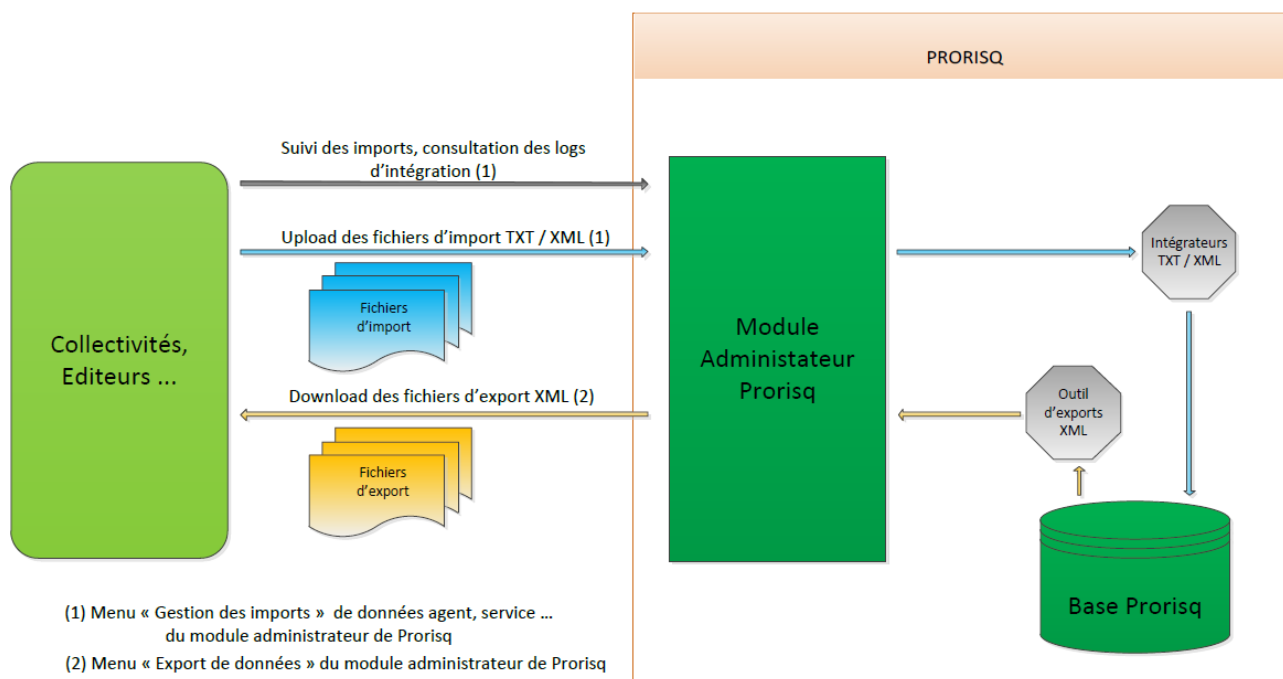 PRORISQ
Suivi des imports, consultation des logs
d’intégration (1)
Upload des fichiers d’import TXT / XML (1)
Intégrateurs
TXT / XML
Fichiers
d’import
Collectivités,
Editeurs ...
Module
Administateur
Prorisq
Download des fichiers d’export XML (2)
Outil
d’exports
XML
Fichiers
d’export
Base Prorisq
(1) Menu « Gestion des imports » de données agent, service ...
du module administrateur de Prorisq
(2) Menu « Export de données » du module administrateur de Prorisq